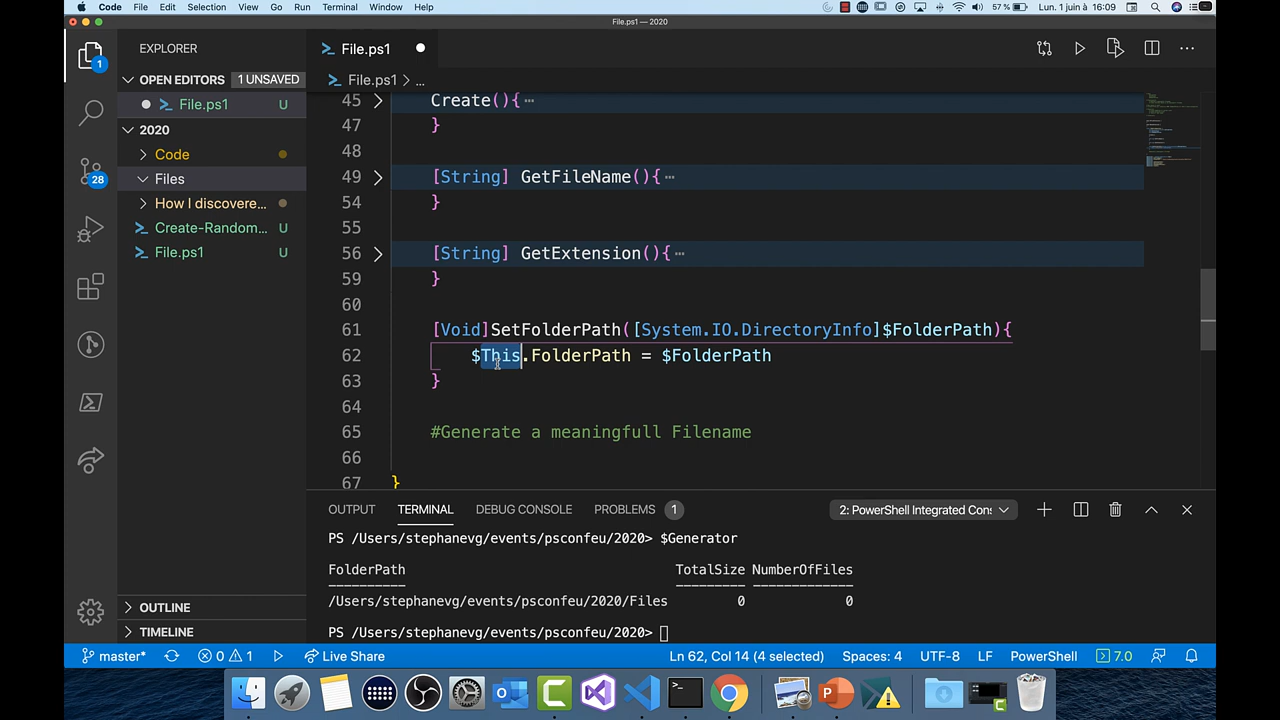 Code File Edit Selection View Go Run Terminal Window Help 57 % Lun. 1 juin à 16:09
File.ps1 — 2020
EXPLORER
File.ps1
OPEN EDITORS 1 UNSAVED
File.ps1 > ...
File.ps1 U
45 Create(){…
47 }
2020
48
Code
49 [String] GetFileName(){…
Files
54 }
28
How I discovere...
55
Create-Random... U
56 [String] GetExtension(){…
File.ps1 U
59 }
60
61 [Void]SetFolderPath([System.IO.DirectoryInfo]$FolderPath){
62 $This.FolderPath = $FolderPath
63 }
64
65 #Generate a meaningfull Filename
66
67 }
OUTPUT TERMINAL DEBUG CONSOLE PROBLEMS 1 2: PowerShell Integrated Cons
PS /Users/stephanevg/events/psconfeu/2020> $Generator
FolderPath TotalSize NumberOfFiles
---------- --------- -------------
/Users/stephanevg/events/psconfeu/2020/Files 0 0
PS /Users/stephanevg/events/psconfeu/2020>
OUTLINE
TIMELINE
master* 0 1 Live Share Ln 62, Col 14 (4 selected) Spaces: 4 UTF-8 LF PowerShell 7.0